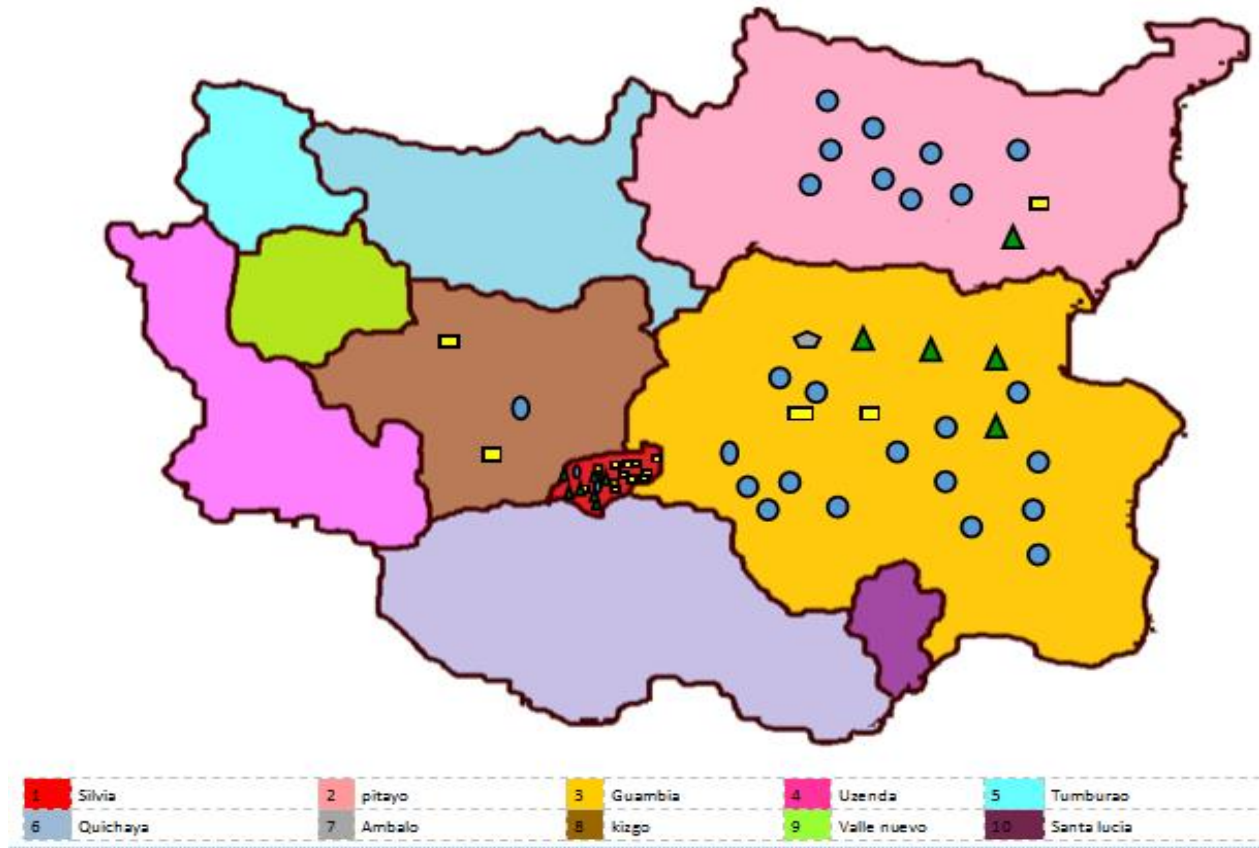 1 Silvia 2 pitayo 3 Guambia 4 Uzenda 5 Tumburao
6 Quichaya 7 Ambalo 8 kizgo 9 Valle nuevo 10 Santa lucia